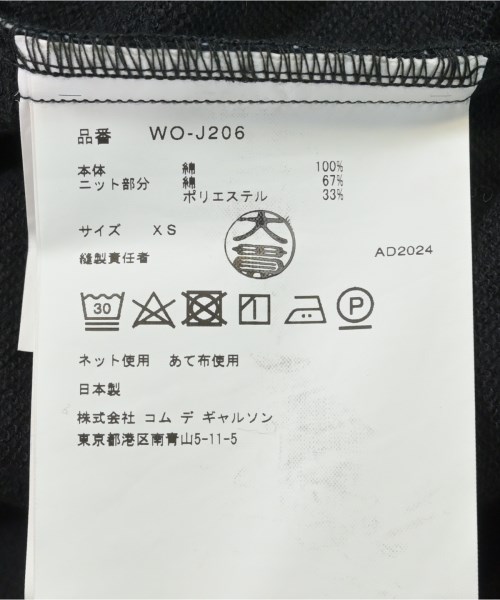 品番 WO-J206
本体 綿 100%
ニット部分 綿 67%
ポリエステル 33%
サイズ XS
縫製責任者
AD2024
30 P
ネット使用 あて布使用
日本製
株式会社 コム デ ギャルソン
東京都港区南青山5-11-5